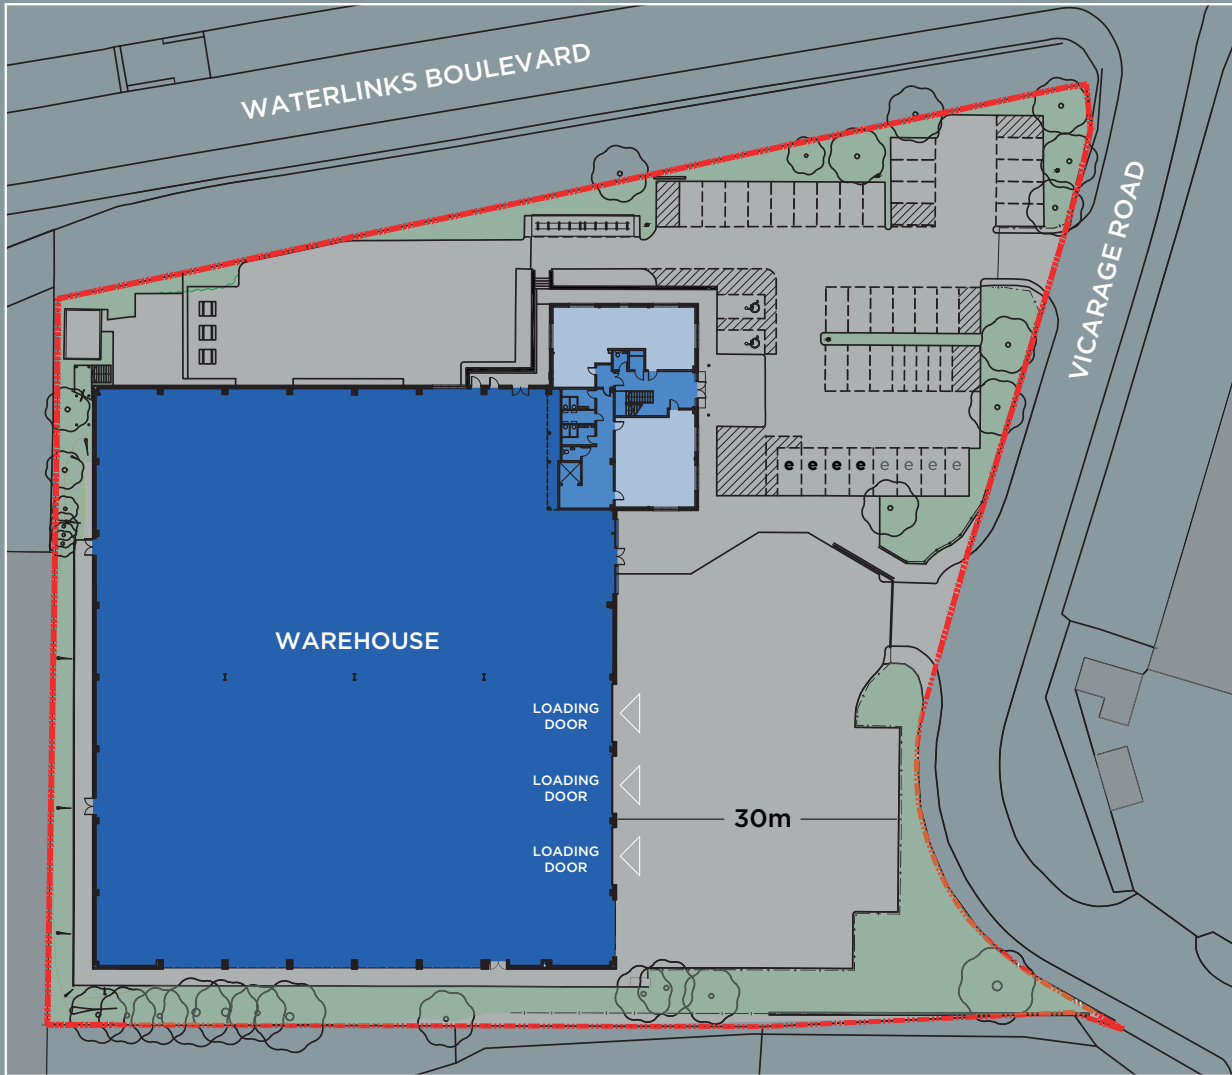 WATERLINKS BOULEVARD
VICARAGE ROAD
e e e e e e e e
WAREHOUSE
LOADING
DOOR
LOADING
DOOR
30m
LOADING
DOOR